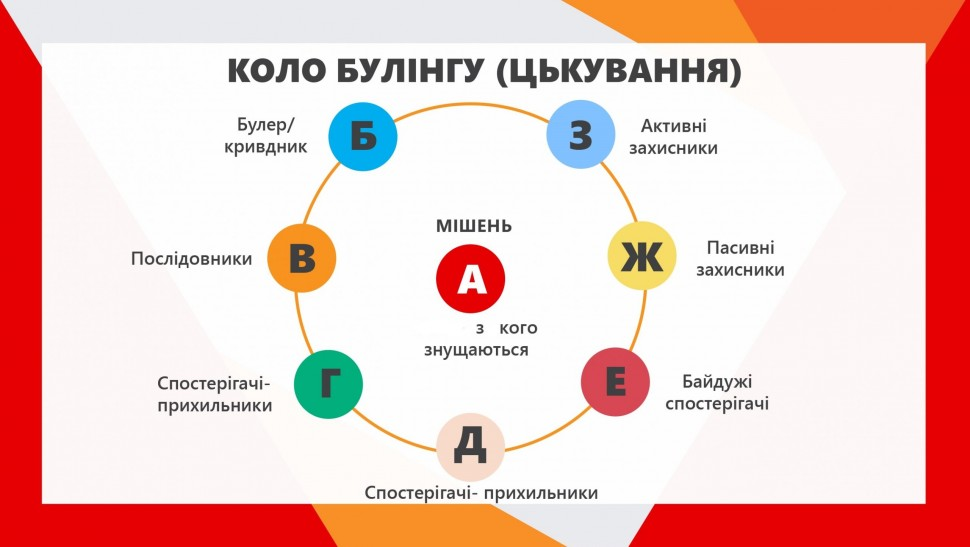 КОЛО БУЛІНГУ (ЦЬКУВАННЯ)
Булер/
кривдник
Б
З
Активні
захисники
Послідовники
В
МІШЕНЬ
А
з кого
знущаються
Ж
Пасивні
захисники
Спостерігачі-
прихильники
Г
Е
Байдужі
спостерігачі
Д
Спостерігачі- прихильники